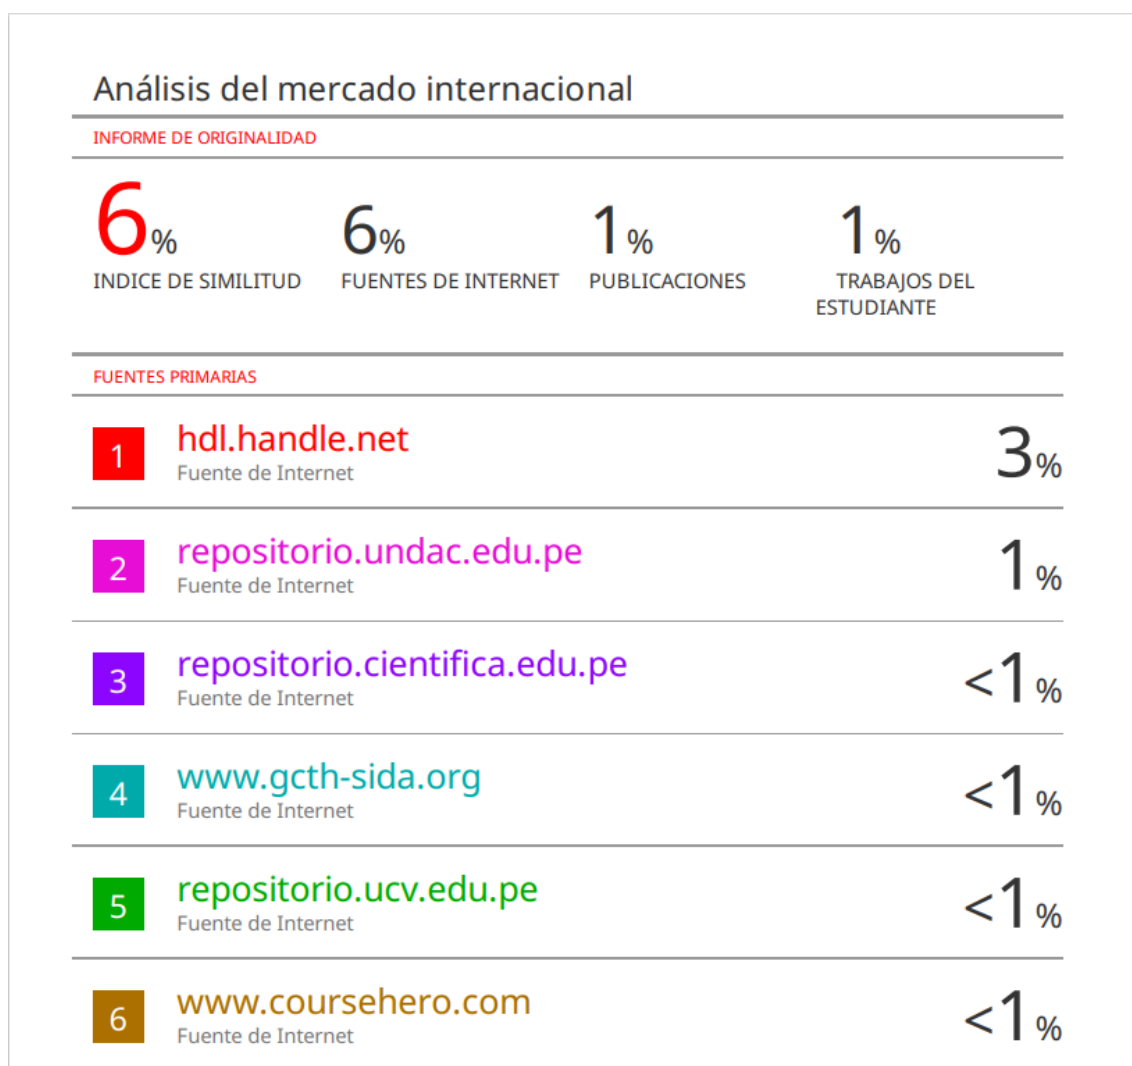 Análisis del mercado internacional
INFORME DE ORIGINALIDAD
6% 6% 1% 1%
INDICE DE SIMILITUD FUENTES DE INTERNET PUBLICACIONES TRABAJOS DEL
ESTUDIANTE
FUENTES PRIMARIAS
1 hdl.handle.net 3%
Fuente de Internet
2 repositorio.undac.edu.pe 1%
Fuente de Internet
3 repositorio.cientifica.edu.pe <1%
Fuente de Internet
4 www.gcth-sida.org <1%
Fuente de Internet
5 repositorio.ucv.edu.pe <1%
Fuente de Internet
6 www.coursehero.com <1%
Fuente de Internet